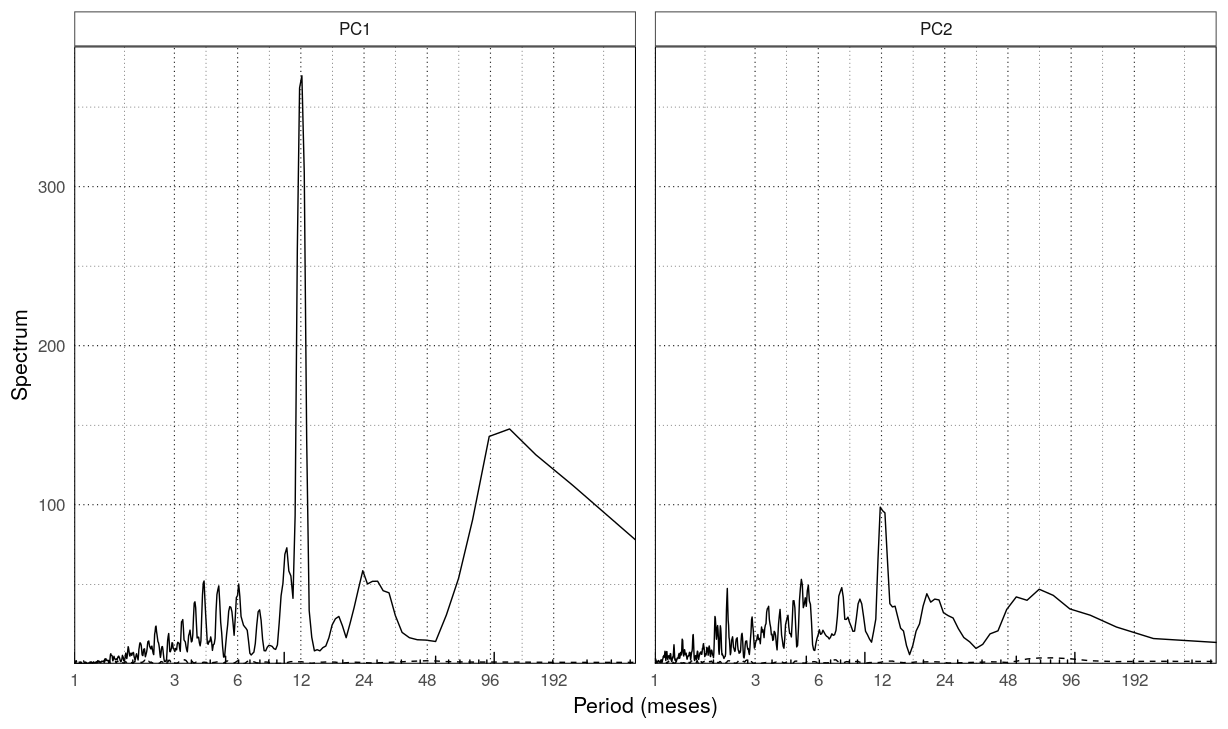 PC1 PC2
Spectrum
300
200
100
1 3 6 12 24 48 96 192 1 3 6 12 24 48 96 192
Period (meses)